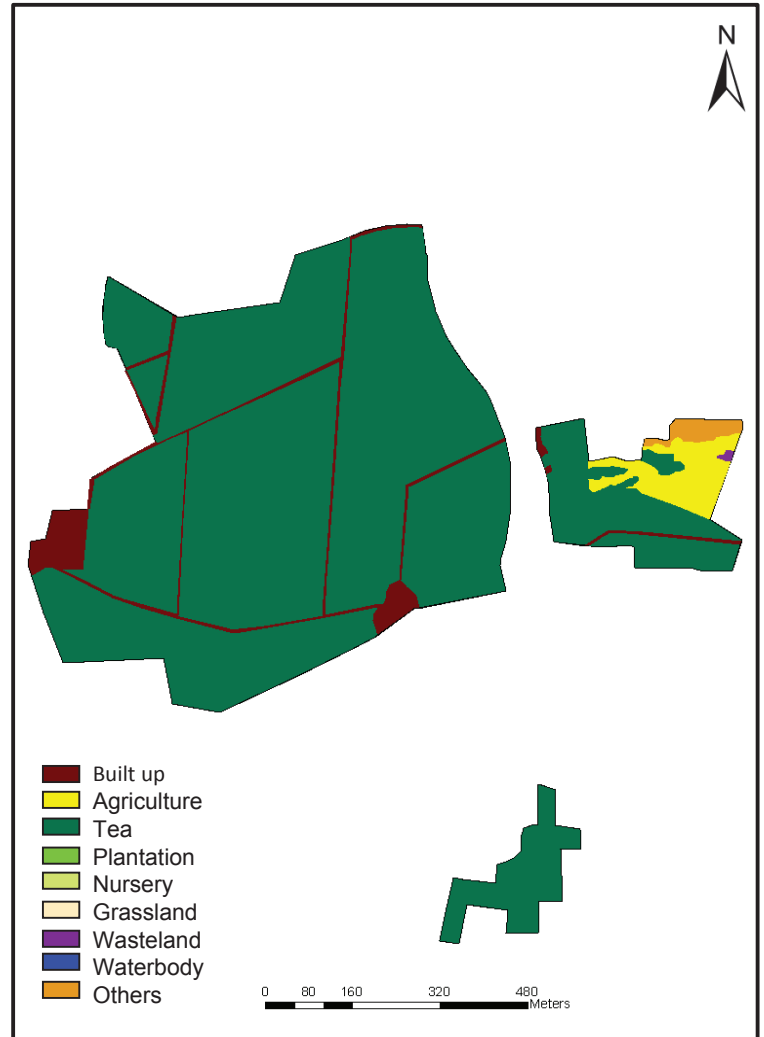 N
Built up
Agriculture
Tea
Plantation
Nursery
Grassland
Wasteland
Waterbody
Others
0 80 160 320 480
Meters